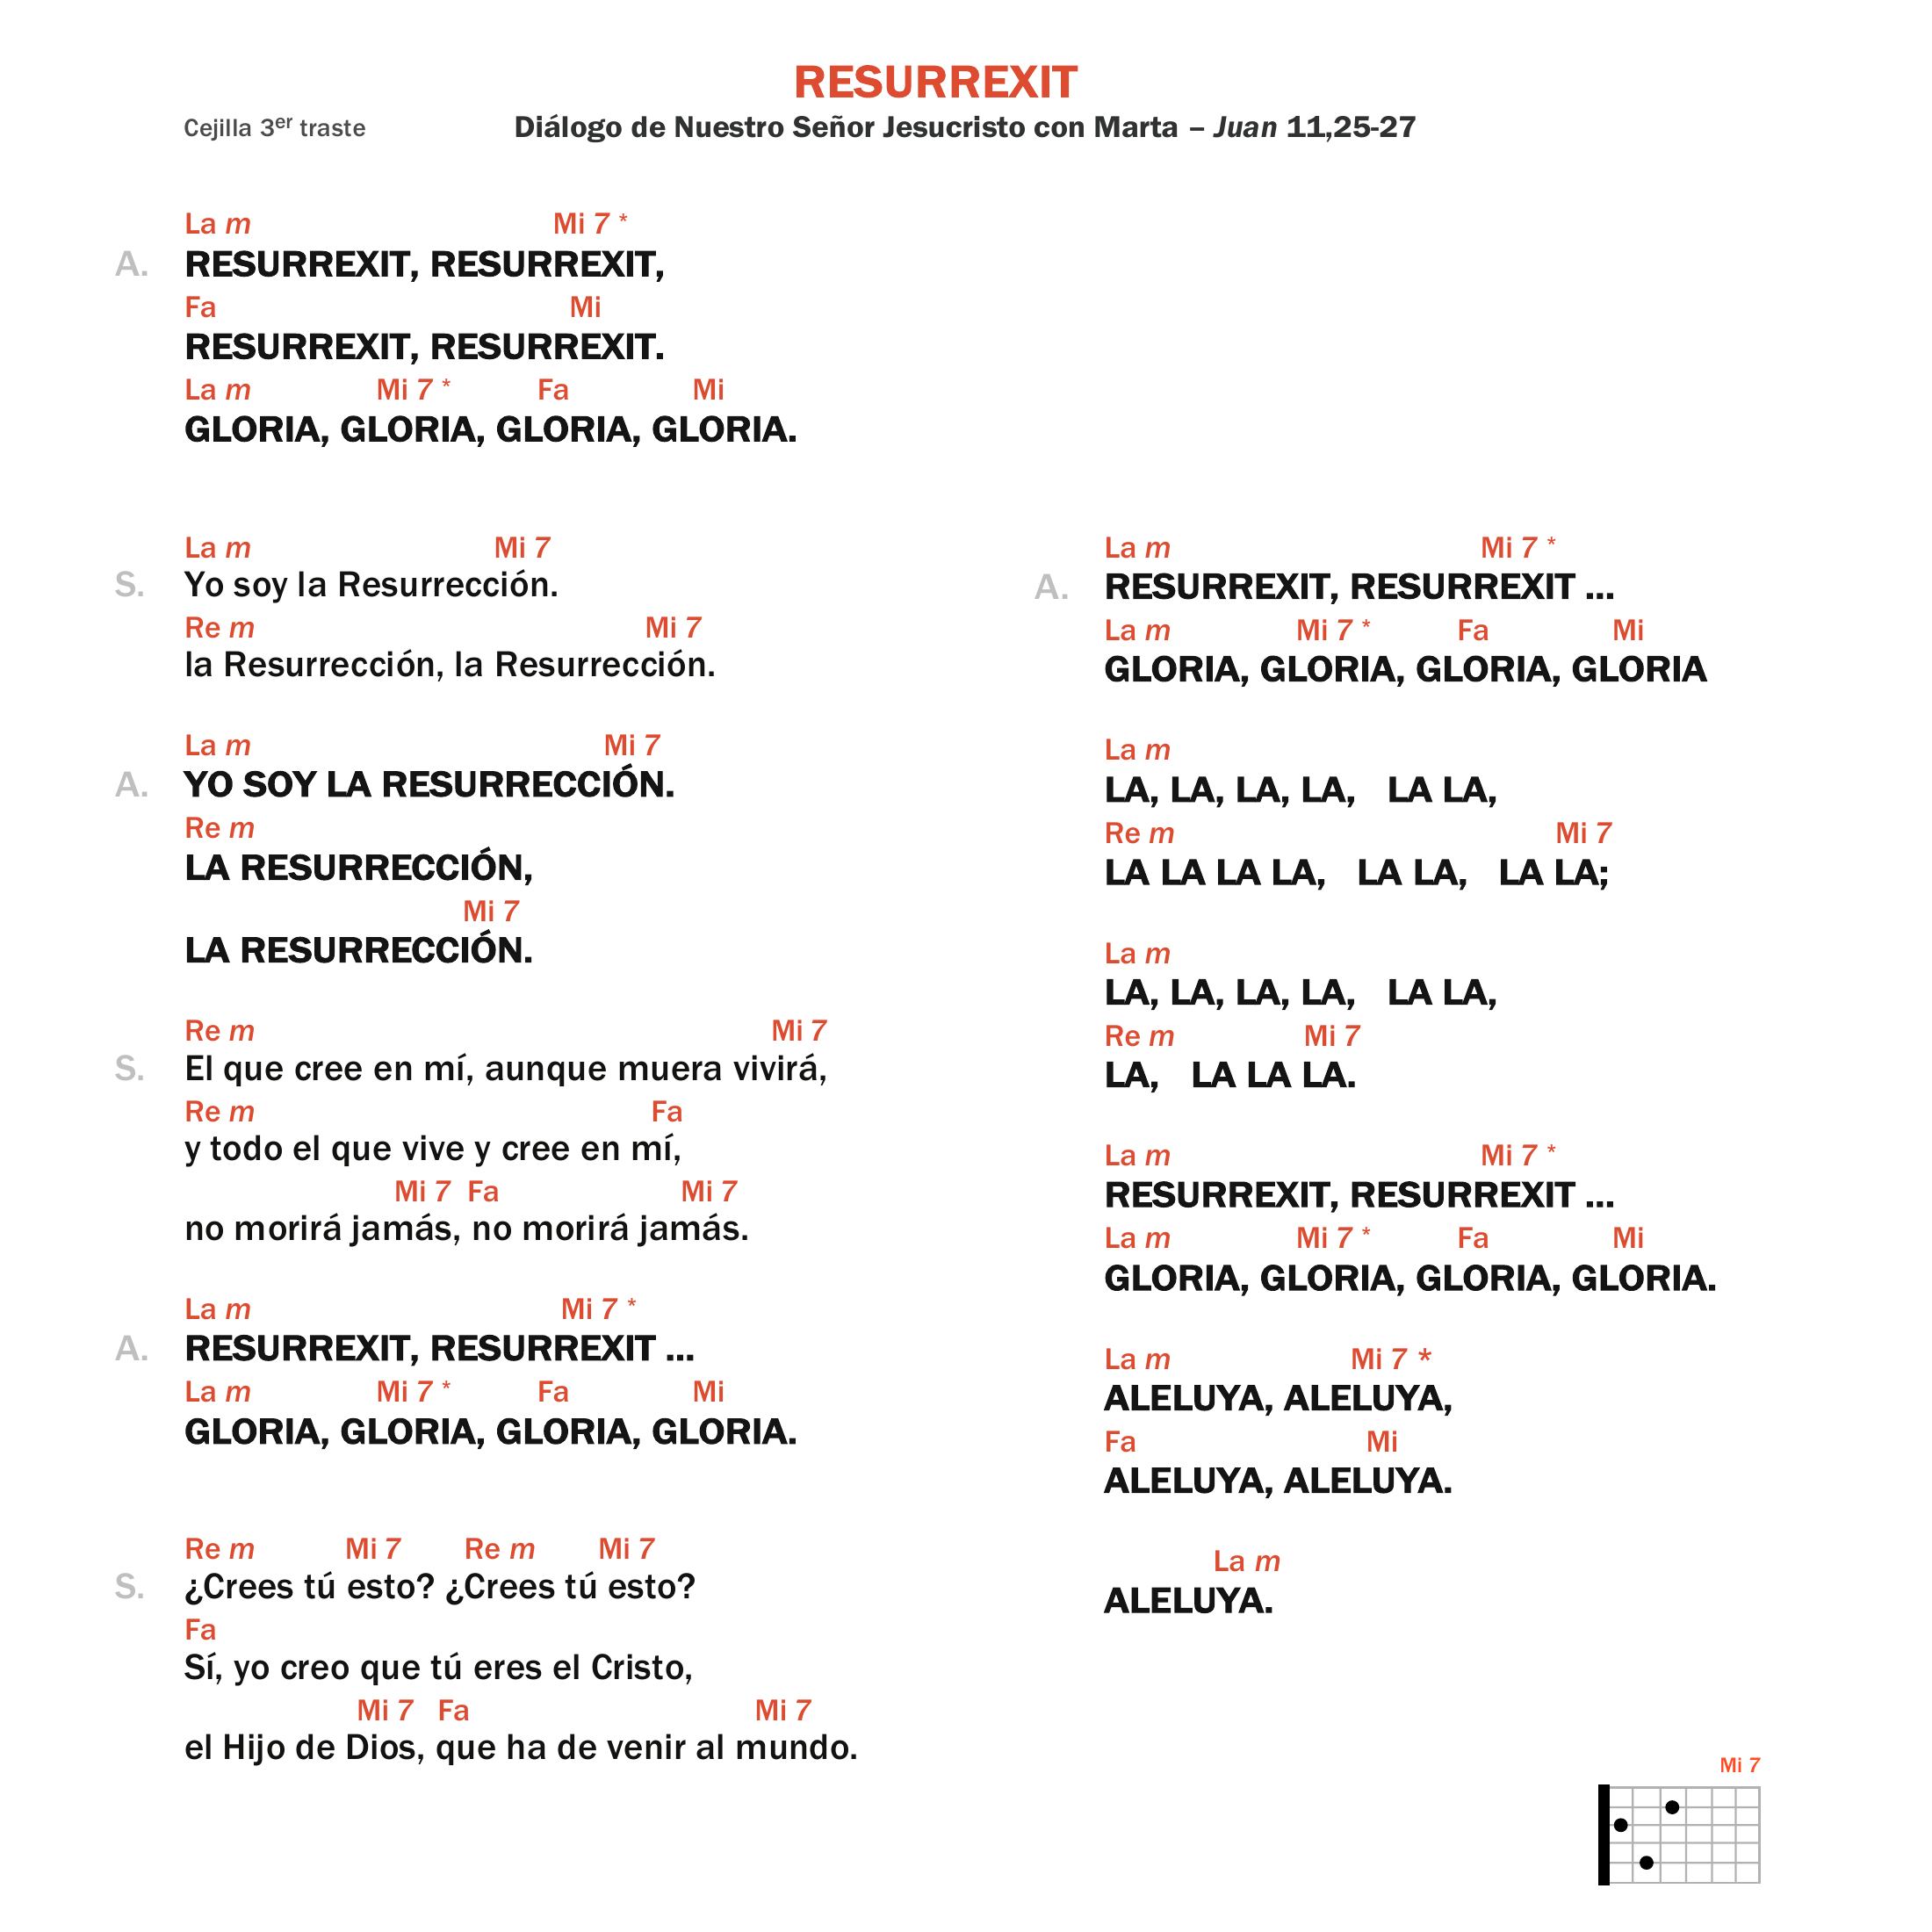 RESURREXIT
Cejilla 3er traste
Diálogo de Nuestro Señor Jesucristo con Marta – Juan 11,25-27
La m Mi 7 *
A. RESURREXIT, RESURREXIT,
Fa Mi
RESURREXIT, RESURREXIT.
La m Mi 7 * Fa Mi
GLORIA, GLORIA, GLORIA, GLORIA.
La m Mi 7
S. Yo soy la Resurrección.
Re m Mi 7
la Resurrección, la Resurrección.
La m Mi 7
A. YO SOY LA RESURRECCIÓN.
Re m
LA RESURRECCIÓN,
Mi 7
LA RESURRECCIÓN.
Re m Mi 7
S. El que cree en mí, aunque muera vivirá,
Re m Fa
y todo el que vive y cree en mí,
Mi 7 Fa Mi 7
no morirá jamás, no morirá jamás.
La m Mi 7 *
A. RESURREXIT, RESURREXIT ...
La m Mi 7 * Fa Mi
GLORIA, GLORIA, GLORIA, GLORIA.
Re m Mi 7 Re m Mi 7
S. ¿Crees tú esto? ¿Crees tú esto?
Fa
Sí, yo creo que tú eres el Cristo,
Mi 7 Fa Mi 7
el Hijo de Dios, que ha de venir al mundo.
La m Mi 7 *
A. RESURREXIT, RESURREXIT ...
La m Mi 7 * Fa Mi
GLORIA, GLORIA, GLORIA, GLORIA
La m
LA, LA, LA, LA, LA LA,
Re m Mi 7
LA LA LA LA, LA LA, LA LA;
La m
LA, LA, LA, LA, LA LA,
Re m Mi 7
LA, LA LA LA.
La m Mi 7 *
RESURREXIT, RESURREXIT ...
La m Mi 7 * Fa Mi
GLORIA, GLORIA, GLORIA, GLORIA.
La m Mi 7 *
ALELUYA, ALELUYA,
Fa Mi
ALELUYA, ALELUYA.
La m
ALELUYA.
Mi 7